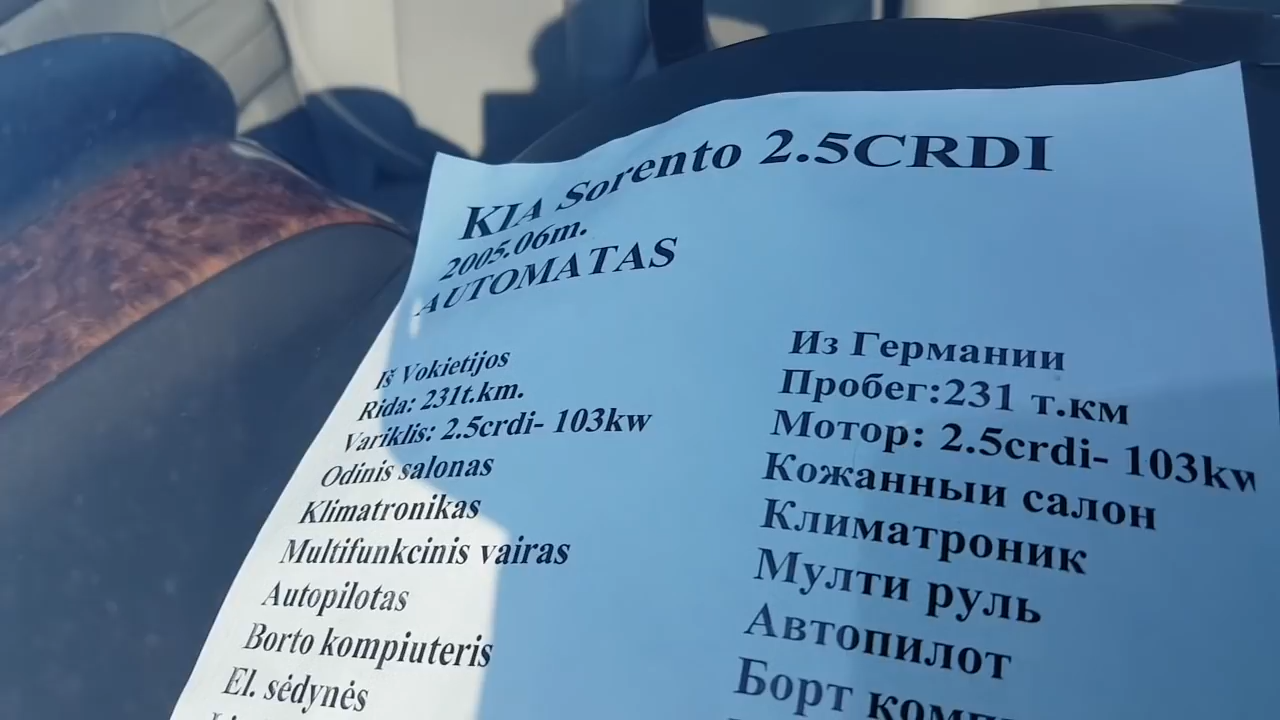 KIA Sorento 2.5CRDI
2005.06m.
AUTOMATAS
Iš Vokietijos
Rida: 231t.km.
Variklis: 2.5crdi- 103kw
Odinis salonas
Klimatronikas
Multifunkcinis vairas
Autopilotas
Borto kompiuteris
El. sėdynės
Из Германии
Пробег:231 т.км
Мотор: 2.5crdi- 103kw
Кожанныи салон
Климатроник
Мулти руль
Автопилот
Борт